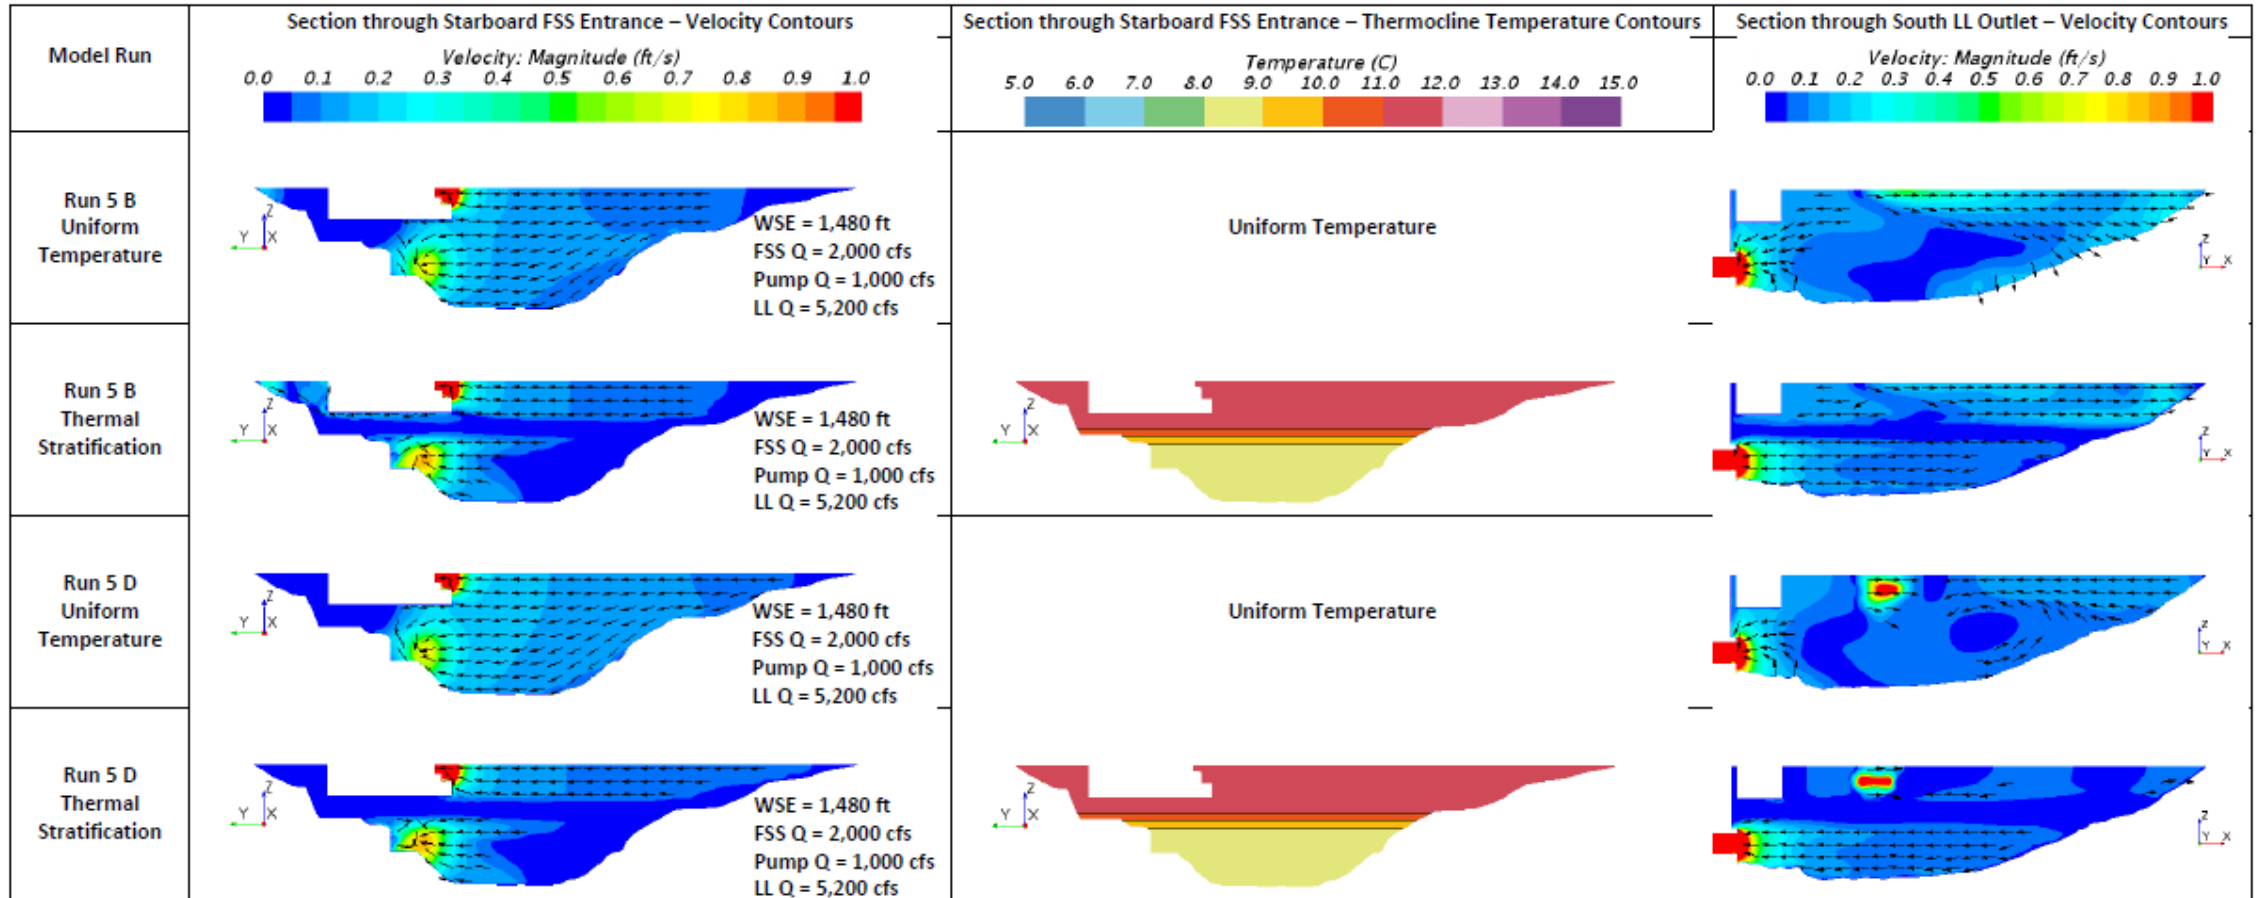 Model Run
Section through Starboard FSS Entrance – Velocity Contours
Velocity: Magnitude (ft/s)
0.0 0.1 0.2 0.3 0.4 0.5 0.6 0.7 0.8 0.9 1.0
Section through Starboard FSS Entrance – Thermocline Temperature Contours
Temperature (C)
5.0 6.0 7.0 8.0 9.0 10.0 11.0 12.0 13.0 14.0 15.0
Section through South LL Outlet – Velocity Contours
Velocity: Magnitude (ft/s)
0.0 0.1 0.2 0.3 0.4 0.5 0.6 0.7 0.8 0.9 1.0
Run 5 B
Uniform
Temperature
Z
Y X
WSE = 1,480 ft
FSS Q = 2,000 cfs
Pump Q = 1,000 cfs
LL Q = 5,200 cfs
Uniform Temperature
Z
Y X
Run 5 B
Thermal
Stratification
Z
Y X
WSE = 1,480 ft
FSS Q = 2,000 cfs
Pump Q = 1,000 cfs
LL Q = 5,200 cfs
Z
Y X
Z
Y X
Run 5 D
Uniform
Temperature
Z
Y X
WSE = 1,480 ft
FSS Q = 2,000 cfs
Pump Q = 1,000 cfs
LL Q = 5,200 cfs
Uniform Temperature
Z
Y X
Run 5 D
Thermal
Stratification
Z
Y X
WSE = 1,480 ft
FSS Q = 2,000 cfs
Pump Q = 1,000 cfs
LL Q = 5,200 cfs
Z
Y X
Z
Y X